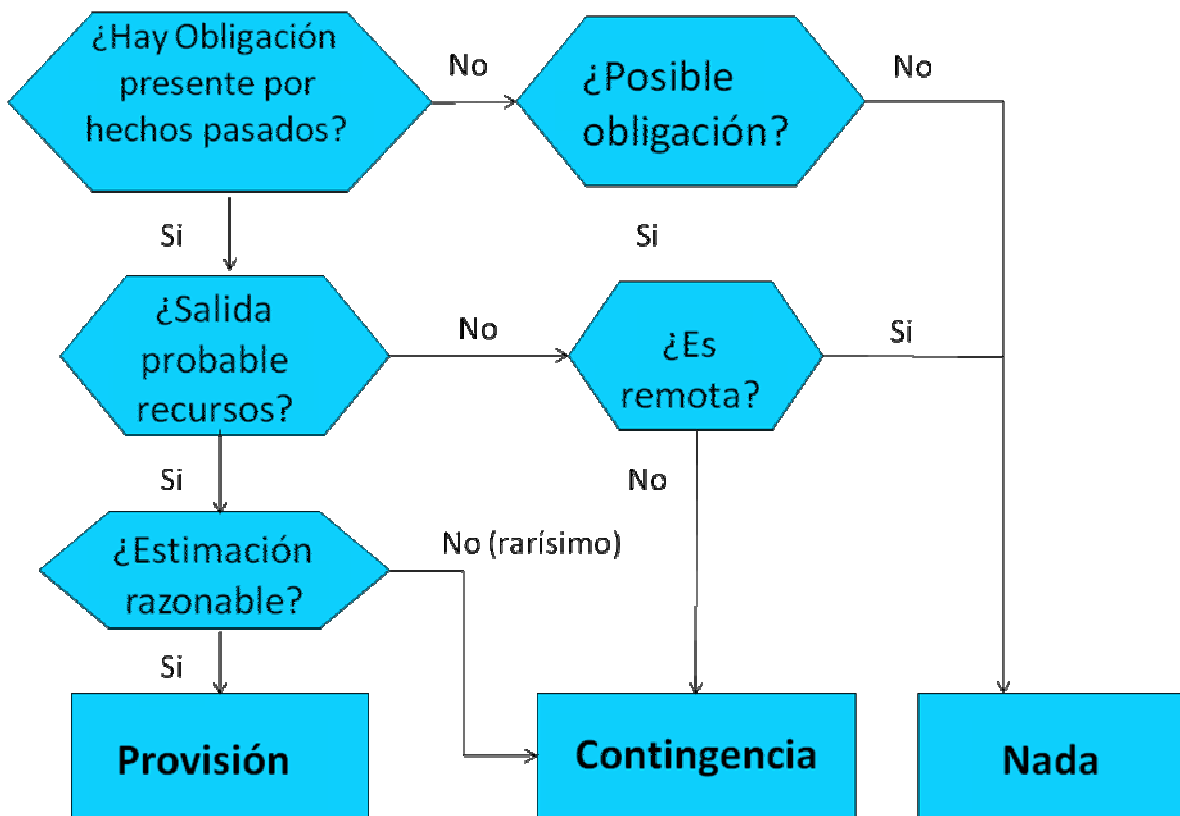 ¿Hay Obligación
presente por
hechos pasados?
No
¿Posible
obligación?
No
Si
Si
¿Salida
probable
recursos?
No
¿Es
remota?
Si
Si
No
¿Estimación
razonable?
No (rarísimo)
Si
Provisión
Contingencia
Nada